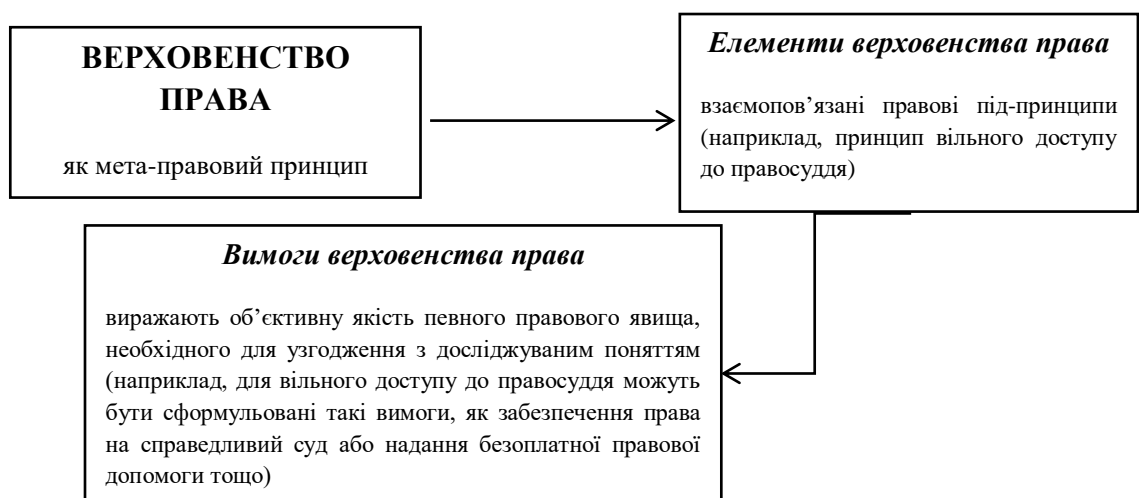 ВЕРХОВЕНСТВО
ПРАВА
як мета-правовий принцип
Елементи верховенства права
взаємопов’язані правові під-принципи
(наприклад, принцип вільного доступу
до правосуддя)
Вимоги верховенства права
виражають об’єктивну якість певного правового явища,
необхідного для узгодження з досліджуваним поняттям
(наприклад, для вільного доступу до правосуддя можуть
бути сформульовані такі вимоги, як забезпечення права
на справедливий суд або надання безоплатної правової
допомоги тощо)